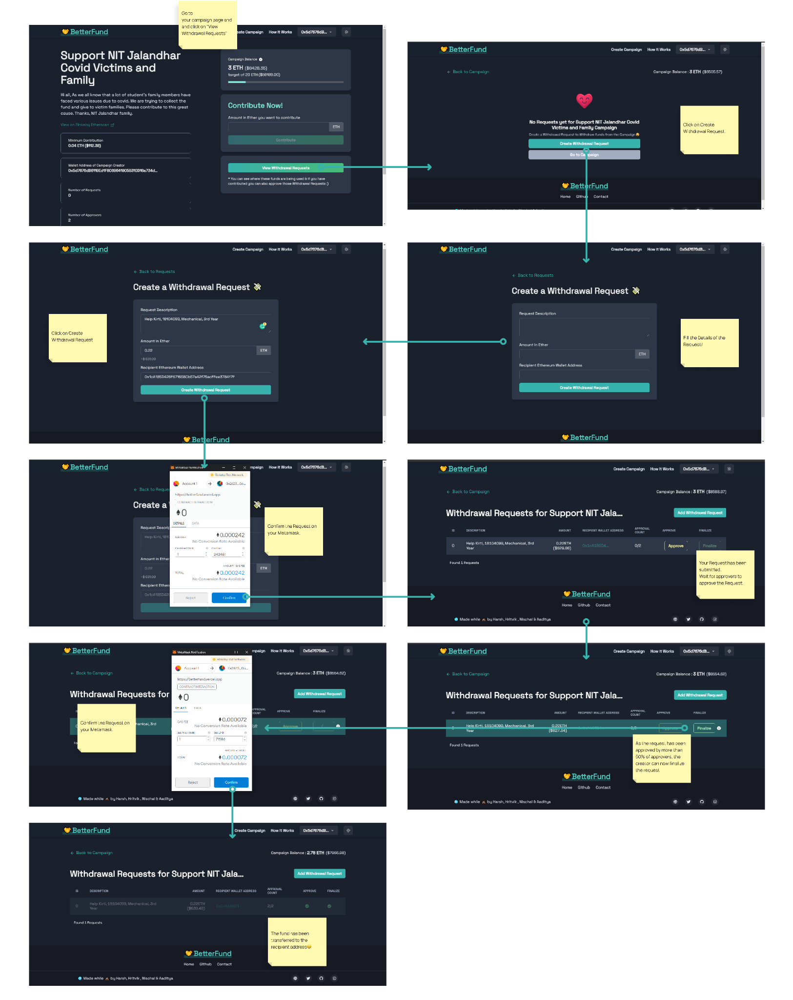 Go to
your campaign page and
and click on "View
Withdrawal Requests"
BetterFund
Create Campaign How It Works 0x5d7676dB...
Support NIT Jalandhar
Covid Victims and
Family
Hi all, As we all know that a lot of student's family members have
faced various issues due to covid. We are trying to collect the
fund and give to victim families. Please contribute to this great
cause. Thanks, NIT Jalandhar family.
View on Rinkeby Etherscan
Minimum Contribution
0.04 ETH ($112.38)
Wallet Address of Campaign Creator
Number of Requests
0
Number of Approvers
2
Campaign Balance
3 ETH ($8428.35)
target of 20 ETH ($56189.00)
Contribute Now!
Amount in Ether you want to contribute
ETH
Contribute
View Withdrawal Requests
* You can see where these funds are being used & if you have
contributed you can also approve those Withdrawal Requests :)
BetterFund
Create Campaign How It Works 0x5d7676dB...
← Back to Campaign
Campaign Balance : 3 ETH ($8505.57)
No Requests yet for Support NIT Jalandhar Covid
Victims and Family Campaign
Create a Withdrawal Request to Withdraw funds from the Campaign
Create Withdrawal Request
Go to Campaign
Click on Create
Withdrawal Request.
BetterFund
Home Github Contact
BetterFund
Create Campaign How It Works 0x5d7676dB...
← Back to Requests
Create a Withdrawal Request
Request Description
Help Kirti, 18104099, Mechanical, 3rd Year
Amount in Ether
0.22
ETH
~$ 631.09
Recipient Ethereum Wallet Address
Create Withdrawal Request
Click on Create
Withdrawal Request
BetterFund
BetterFund
Create Campaign How It Works 0x5d7676dB...
← Back to Requests
Create a Withdrawal Request
Request Description
Amount in Ether
ETH
Recipient Ethereum Wallet Address
Create Withdrawal Request
Fill the Details of the
Request/
BetterFund
BetterFund
mpaign How It Works 0x5d7676dB...
← Back to Reques
Create a
Request Descrip
Help Kirti, 181
Amount in Ether
0.22
ETH
~$ 631.09
Recipient Ether
0x1cA185D428
MetaMask Notification
Rinkeby Test Network
Account 1
0x2623...0a...
https://betterfund.vercel.app
CONTRACT INTERACTION
0
DETAILS DATA
GAS FEE
0.000242
No Conversion Rate Available
Gas Price (GWEI) Gas Limit
1 242461
AMOUNT + GAS FEE
TOTAL
0.000242
No Conversion Rate Available
Reject Confirm
Confirm the Request on
your Metamask.
BetterFund
Create Campaign How It Works 0x5d7676dB...
← Back to Campaign
Campaign Balance : 3 ETH ($8588.97)
Withdrawal Requests for Support NIT Jala...
Add Withdrawal Request
ID DESCRIPTION AMOUNT RECIPIENT WALLET ADDRESS APPROVAL COUNT APPROVE FINALIZE
0 Help Kirti, 18104099, Mechanical, 3rd Year 0.22ETH ($629.86) 0x1cA185D4... 0/2 Approve Finalize
Found 1 Requests
Your Request has been
submitted.
Wait for approvers to
approve the Request.
BetterFund
Home Github Contact
Made while by Harsh, Hritvik , Nischal & Aaditya
BetterFund
mpaign How It Works 0x5d7676dB...
← Back to Campaign
Campaign Balance : 3 ETH ($8554.62)
Withdrawal Requests for
Add Withdrawal Request
APPROVAL COUNT APPROVE FINALIZE
hanical, 3rd
2/2 Approve
Confirm the Request on
your Metamask.
MetaMask Notification
Rinkeby Test Network
Account 1
0x2623...0a...
https://betterfund.vercel.app
CONTRACT INTERACTION
0
DETAILS DATA
GAS FEE
0.000072
No Conversion Rate Available
Gas Price (GWEI) Gas Limit
1 71586
AMOUNT + GAS FEE
TOTAL
0.000072
No Conversion Rate Available
Reject Confirm
Made while by Harsh, Hritvik , Nischal & Aaditya
BetterFund
Create Campaign How It Works 0x5d7676dB...
← Back to Campaign
Campaign Balance : 3 ETH ($8554.62)
Withdrawal Requests for Support NIT Jala...
Add Withdrawal Request
ID DESCRIPTION AMOUNT RECIPIENT WALLET ADDRESS APPROVAL COUNT APPROVE FINALIZE
Help Kirti, 18104099, Mechanical, 3rd Year 0.22ETH ($627.34) Approve Finalize
Found 1 Requests
As the request has been
approved by more than
50% of approvers, the
creator can now finalize
the request
BetterFund
Home Github Contact
Made while by Harsh, Hritvik , Nischal & Aaditya
BetterFund
Create Campaign How It Works 0x5d7676dB...
← Back to Campaign
Campaign Balance : 2.78 ETH ($7966.98)
Withdrawal Requests for Support NIT Jala...
Add Withdrawal Request
ID DESCRIPTION AMOUNT RECIPIENT WALLET ADDRESS APPROVAL COUNT APPROVE FINALIZE
0 Help Kirti, 18104099, Mechanical, 3rd Year 0.22ETH ($630.48) 2/2
Found 1 Requests
The fund has been
transferred to the
recipient address
BetterFund
Home Github Contact
Made while by Harsh, Hritvik , Nischal & Aaditya